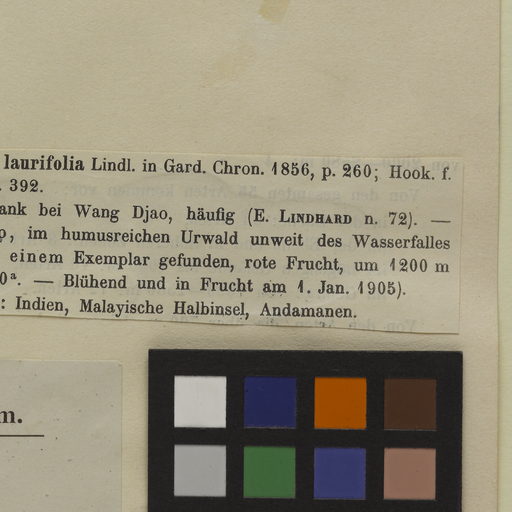 laurifolia Lindl. in Gard. Chron. 1856, p. 260; Hook. f.
. 392.
ank bei Wang Djao, häufig (E. LINDHARD n. 72). —
, im humusreichen Urwald unweit des Wasserfalles
einem Exemplar gefunden, rote Frucht, um 1200 m
0ª. — Blühend und in Frucht am 1. Jan. 1905).
: Indien, Malayische Halbinsel, Andamanen.
m.